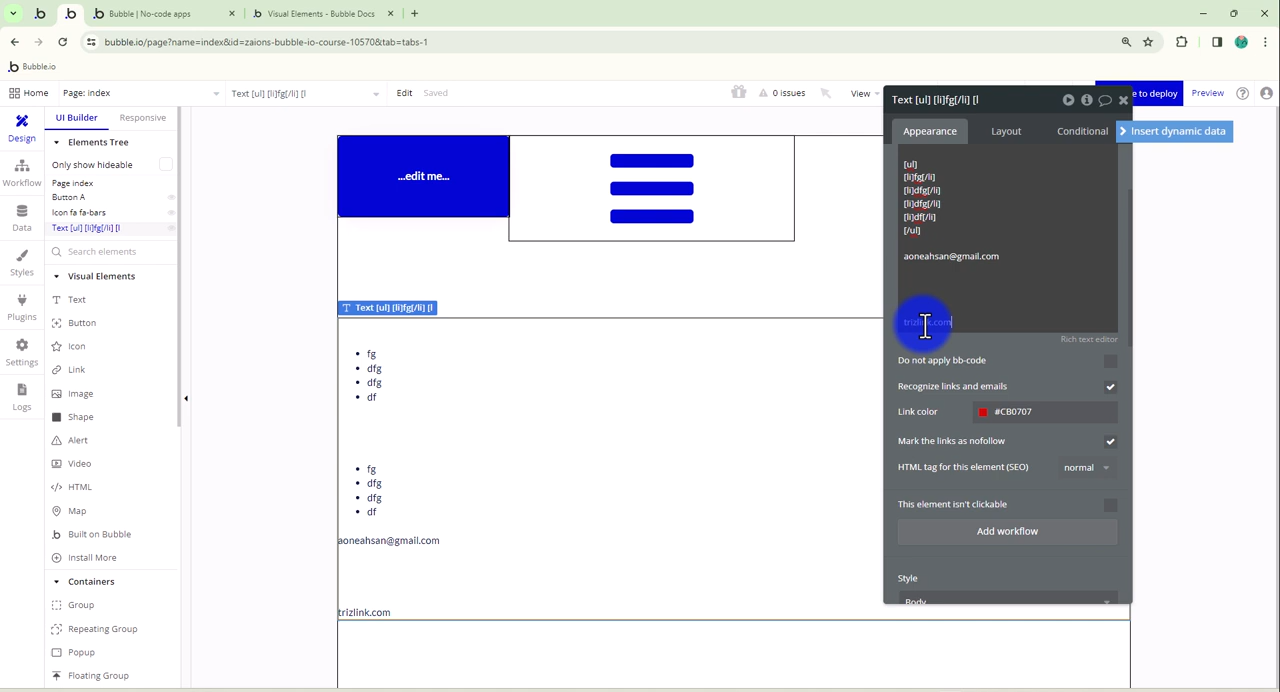 Bubble | No-code apps
Visual Elements - Bubble Docs
bubble.io/page?name=index&id=zaions-bubble-io-course-10570&tab=tabs-1
Bubble.io
Home
Page: index
Text [ul] [li]fg[/li] [l
Edit
Saved
0 issues
View
e to deploy
Preview
Design
Workflow
Data
Styles
Plugins
Settings
Logs
UI Builder
Responsive
Elements Tree
Only show hideable
Page index
Button A
Icon fa fa-bars
Text [ul] [li]fg[/li] [l
Search elements
Visual Elements
Text
Button
Icon
Link
Image
Shape
Alert
Video
HTML
Map
Built on Bubble
Install More
Containers
Group
Repeating Group
Popup
Floating Group
...edit me...
Text [ul] [li]fg[/li] [l
fg
dfg
dfg
df
fg
dfg
dfg
df
aoneahsan@gmail.com
trizlink.com
Text [ul] [li]fg[/li] [l
Appearance
Layout
Conditional
Insert dynamic data
[ul]
[li]fg[/li]
[li]dfg[/li]
[li]dfg[/li]
[li]df[/li]
[/ul]
aoneahsan@gmail.com
trizlink.com
Rich text editor
Do not apply bb-code
Recognize links and emails
Link color
#CB0707
Mark the links as nofollow
HTML tag for this element (SEO)
normal
This element isn't clickable
Add workflow
Style
Body